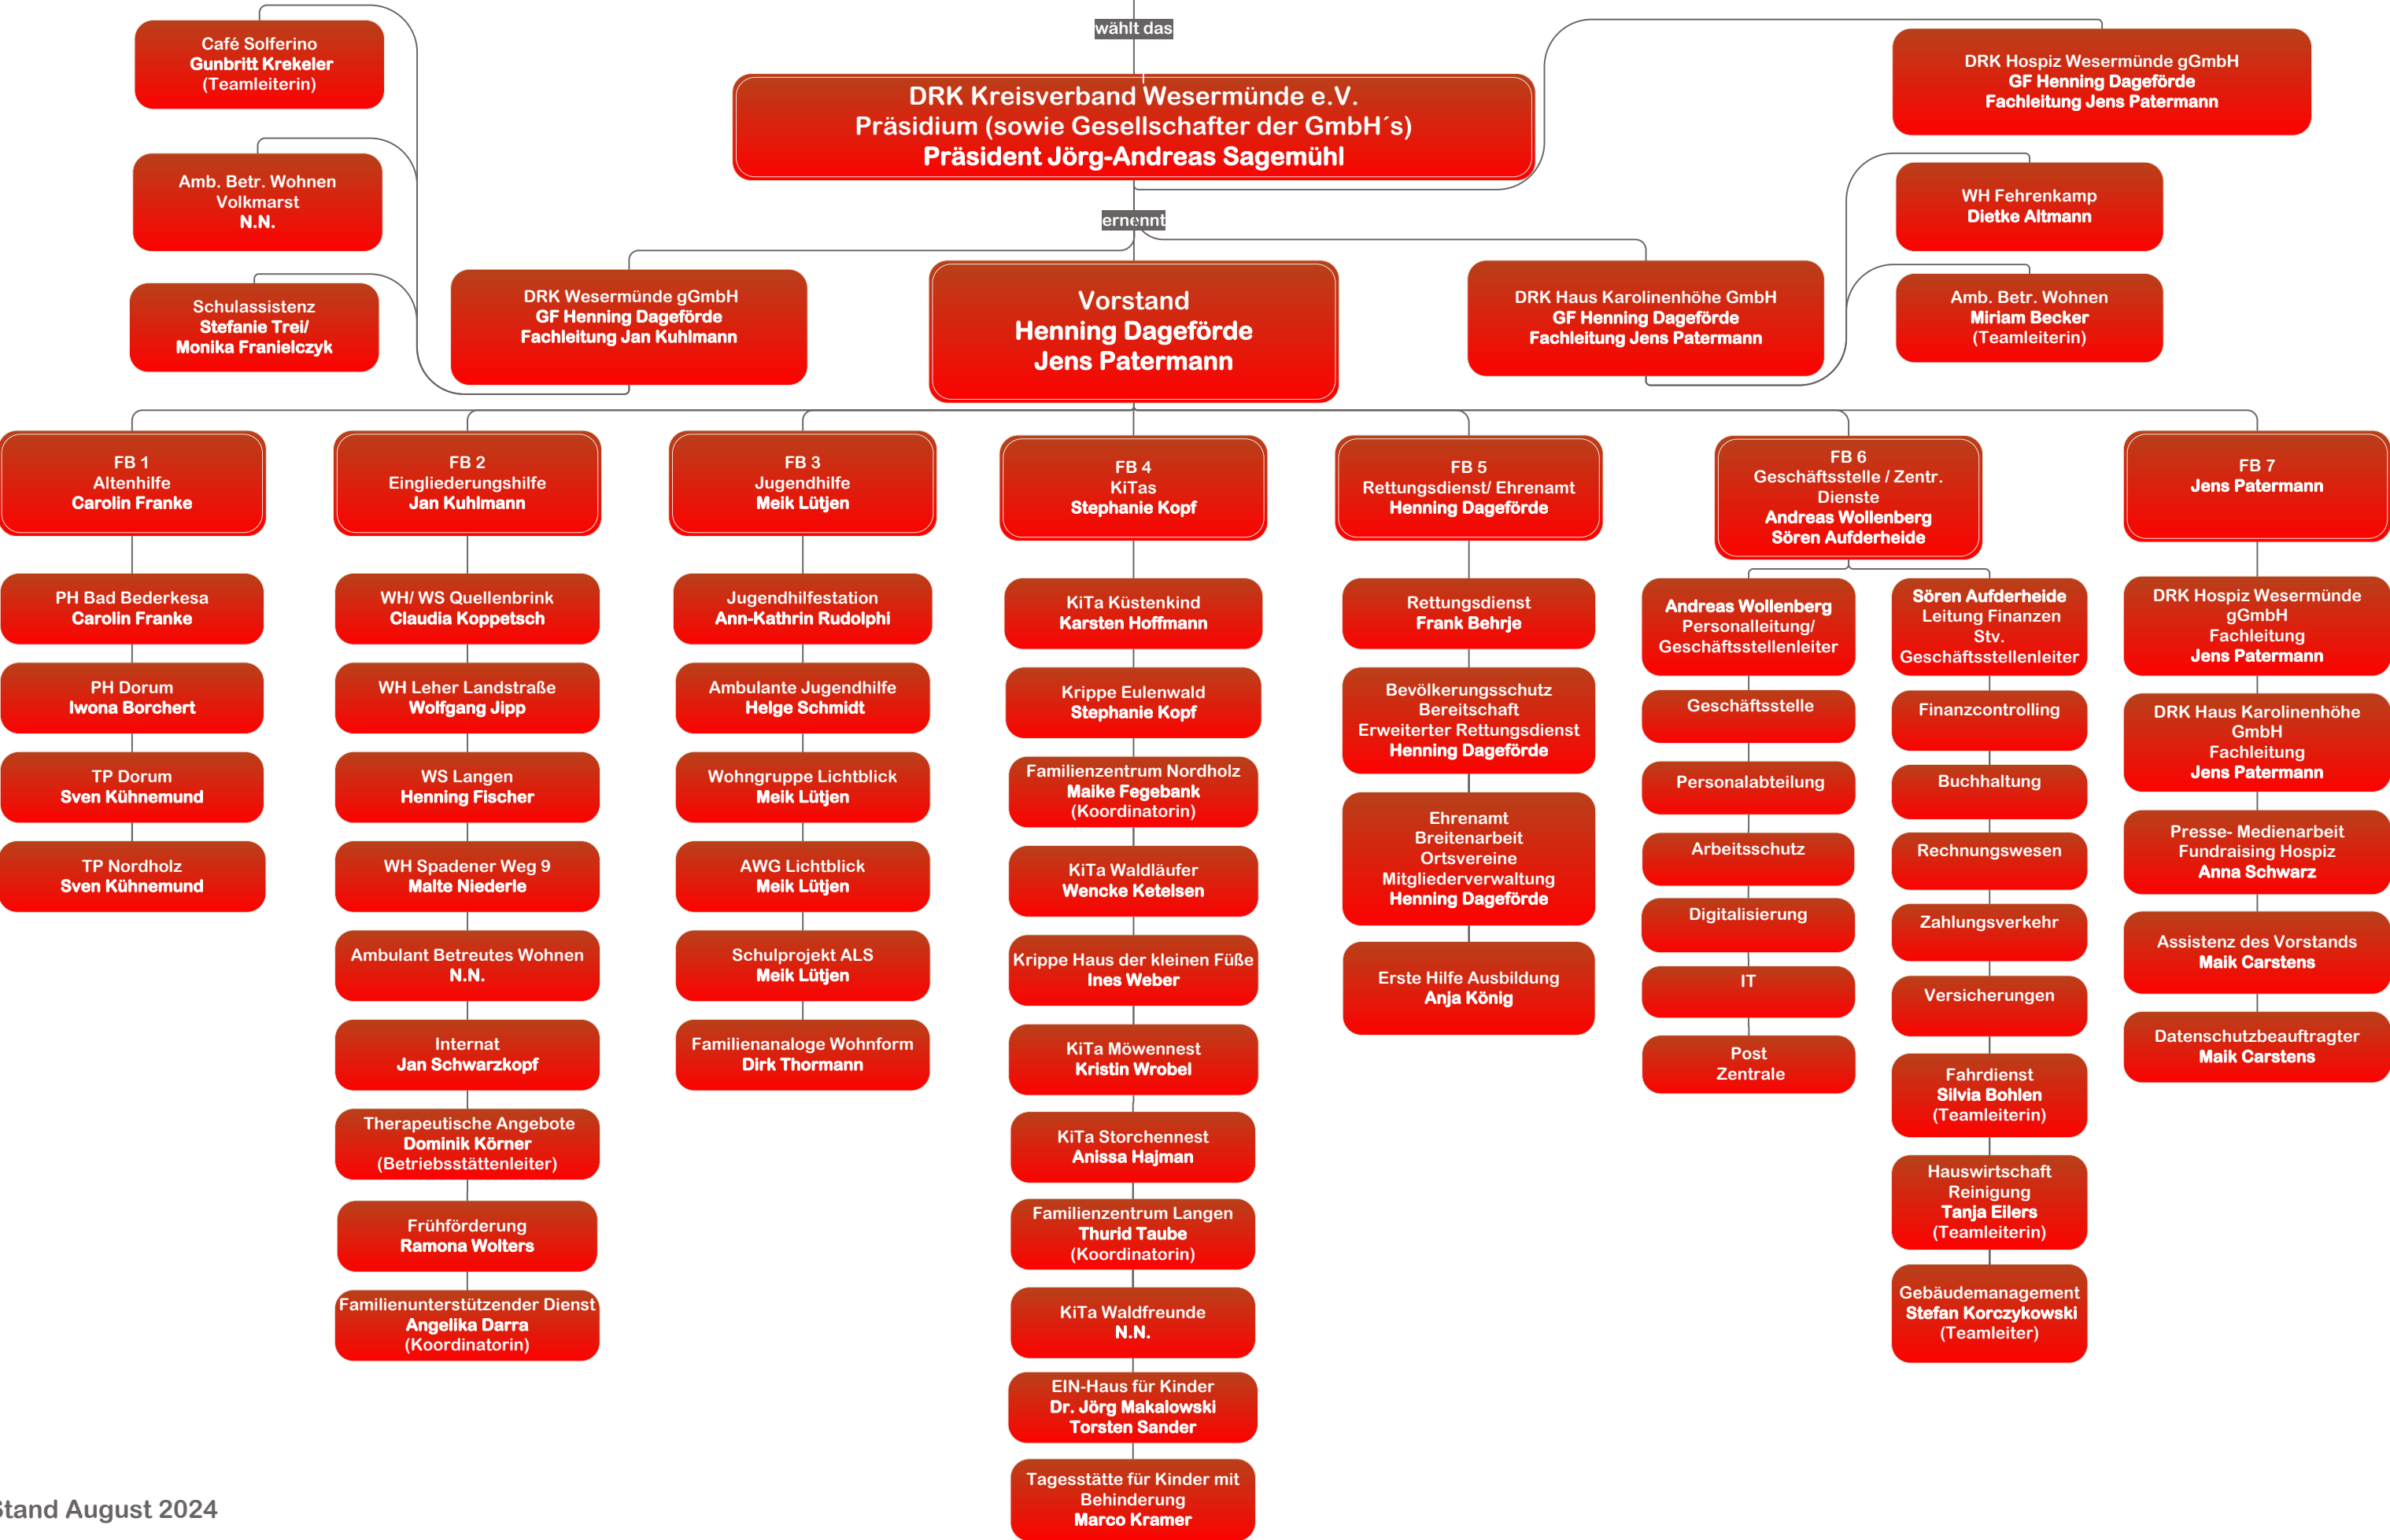 wählt das
Café Solferino
Gunbritt Krekeler
(Teamleiterin)
DRK Kreisverband Wesermünde e.V.
Präsidium (sowie Gesellschafter der GmbH´s)
Präsident Jörg-Andreas Sagemühl
DRK Hospiz Wesermünde gGmbH
GF Henning Dageförde
Fachleitung Jens Patermann
Amb. Betr. Wohnen
Volkmarst
N.N.
WH Fehrenkamp
Dietke Altmann
ernennt
Schulassistenz
Stefanie Trei/
Monika Franielczyk
DRK Wesermünde gGmbH
GF Henning Dageförde
Fachleitung Jan Kuhlmann
Vorstand
Henning Dageförde
Jens Patermann
DRK Haus Karolinenhöhe GmbH
GF Henning Dageförde
Fachleitung Jens Patermann
Amb. Betr. Wohnen
Miriam Becker
(Teamleiterin)
FB 1
Altenhilfe
Carolin Franke
PH Bad Bederkesa
Carolin Franke
PH Dorum
Iwona Borchert
TP Dorum
Sven Kühnemund
TP Nordholz
Sven Kühnemund
FB 2
Eingliederungshilfe
Jan Kuhlmann
WH/ WS Quellenbrink
Claudia Koppetsch
WH Leher Landstraße
Wolfgang Jipp
WS Langen
Henning Fischer
WH Spadener Weg 9
Malte Niederle
Ambulant Betreutes Wohnen
N.N.
Internat
Jan Schwarzkopf
Therapeutische Angebote
Dominik Körner
(Betriebsstättenleiter)
Frühförderung
Ramona Wolters
Familienunterstützender Dienst
Angelika Darra
(Koordinatorin)
FB 3
Jugendhilfe
Meik Lütjen
Jugendhilfestation
Ann-Kathrin Rudolphi
Ambulante Jugendhilfe
Helge Schmidt
Wohngruppe Lichtblick
Meik Lütjen
AWG Lichtblick
Meik Lütjen
Schulprojekt ALS
Meik Lütjen
Familienanaloge Wohnform
Dirk Thormann
FB 4
KiTas
Stephanie Kopf
KiTa Küstenkind
Karsten Hoffmann
Krippe Eulenwald
Stephanie Kopf
Familienzentrum Nordholz
Maike Fegebank
(Koordinatorin)
KiTa Waldläufer
Wencke Ketelsen
Krippe Haus der kleinen Füße
Ines Weber
KiTa Möwennest
Kristin Wrobel
KiTa Storchennest
Anissa Hajman
Familienzentrum Langen
Thurid Taube
(Koordinatorin)
KiTa Waldfreunde
N.N.
EIN-Haus für Kinder
Dr. Jörg Makalowski
Torsten Sander
Tagesstätte für Kinder mit
Behinderung
Marco Kramer
FB 5
Rettungsdienst/ Ehrenamt
Henning Dageförde
Rettungsdienst
Frank Behrje
Bevölkerungsschutz
Bereitschaft
Erweiterter Rettungsdienst
Henning Dageförde
Ehrenamt
Breitenarbeit
Ortsvereine
Mitgliederverwaltung
Henning Dageförde
Erste Hilfe Ausbildung
Anja König
FB 6
Geschäftsstelle / Zentr.
Dienste
Andreas Wollenberg
Sören Aufderheide
Andreas Wollenberg
Personalleitung/
Geschäftsstellenleiter
Geschäftsstelle
Personalabteilung
Arbeitsschutz
Digitalisierung
IT
Post
Zentrale
Sören Aufderheide
Leitung Finanzen
Stv.
Geschäftsstellenleiter
Finanzcontrolling
Buchhaltung
Rechnungswesen
Zahlungsverkehr
Versicherungen
Fahrdienst
Silvia Bohlen
(Teamleiterin)
Hauswirtschaft
Reinigung
Tanja Eilers
(Teamleiterin)
Gebäudemanagement
Stefan Korczykowski
(Teamleiter)
FB 7
Jens Patermann
DRK Hospiz Wesermünde
gGmbH
Fachleitung
Jens Patermann
DRK Haus Karolinenhöhe
GmbH
Fachleitung
Jens Patermann
Presse- Medienarbeit
Fundraising Hospiz
Anna Schwarz
Assistenz des Vorstands
Maik Carstens
Datenschutzbeauftragter
Maik Carstens
Stand August 2024